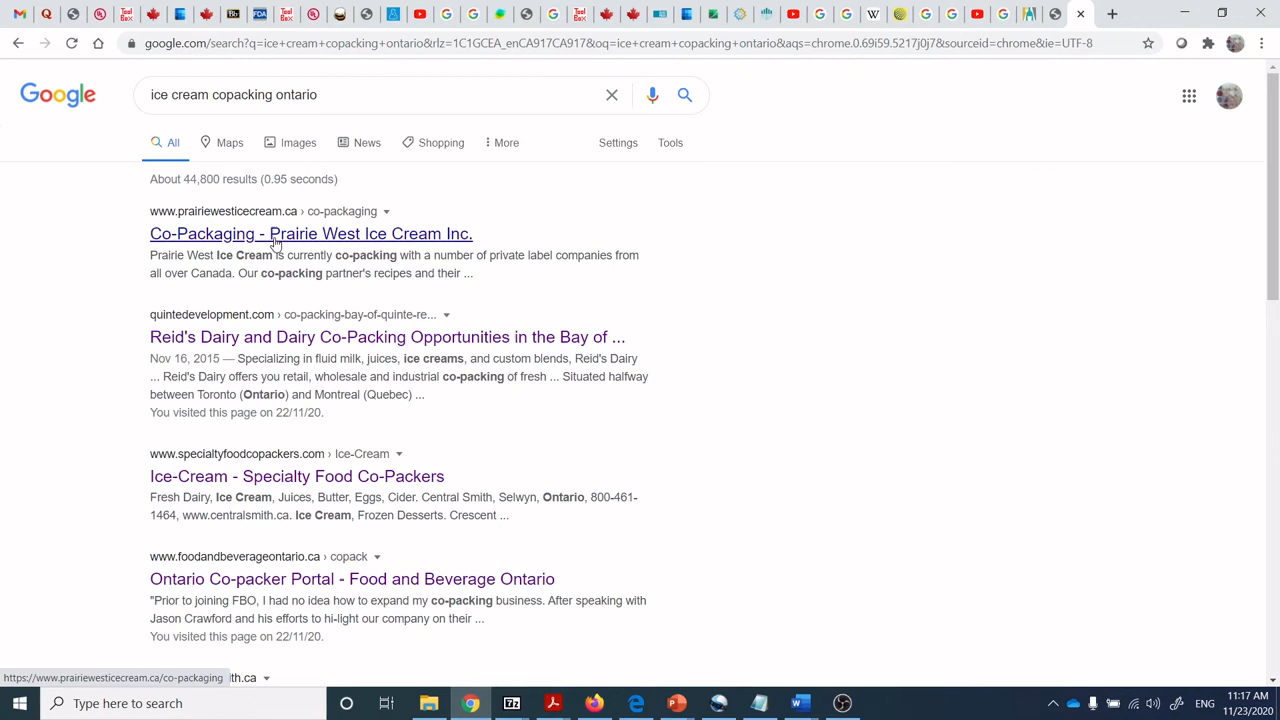 google.com/search?q=ice+cream+copacking+ontario&rlz=1C1GCEA_enCA917CA917&oq=ice+cream+copacking+ontario&aqs=chrome.0.69i59.5217j0j7&sourceid=chrome&ie=UTF-8
Google
ice cream copacking ontario
All Maps Images News Shopping More Settings Tools
About 44,800 results (0.95 seconds)
www.prairiewesticecream.ca › co-packaging
Co-Packaging - Prairie West Ice Cream Inc.
Prairie West Ice Cream is currently co-packing with a number of private label companies from
all over Canada. Our co-packing partner's recipes and their ...
quintedevelopment.com › co-packing-bay-of-quinte-re...
Reid's Dairy and Dairy Co-Packing Opportunities in the Bay of ...
Nov 16, 2015 — Specializing in fluid milk, juices, ice creams, and custom blends, Reid's Dairy
... Reid's Dairy offers you retail, wholesale and industrial co-packing of fresh ... Situated halfway
between Toronto (Ontario) and Montreal (Quebec) ...
You visited this page on 22/11/20.
www.specialtyfoodcopackers.com › Ice-Cream
Ice-Cream - Specialty Food Co-Packers
Fresh Dairy, Ice Cream, Juices, Butter, Eggs, Cider. Central Smith, Selwyn, Ontario, 800-461-
1464, www.centralsmith.ca. Ice Cream, Frozen Desserts. Crescent ...
www.foodandbeverageontario.ca › copack
Ontario Co-packer Portal - Food and Beverage Ontario
"Prior to joining FBO, I had no idea how to expand my co-packing business. After speaking with
Jason Crawford and his efforts to hi-light our company on their ...
You visited this page on 22/11/20.
https://www.prairiewesticecream.ca/co-packaging th.ca
Type here to search
ENG
11:17 AM
11/23/2020